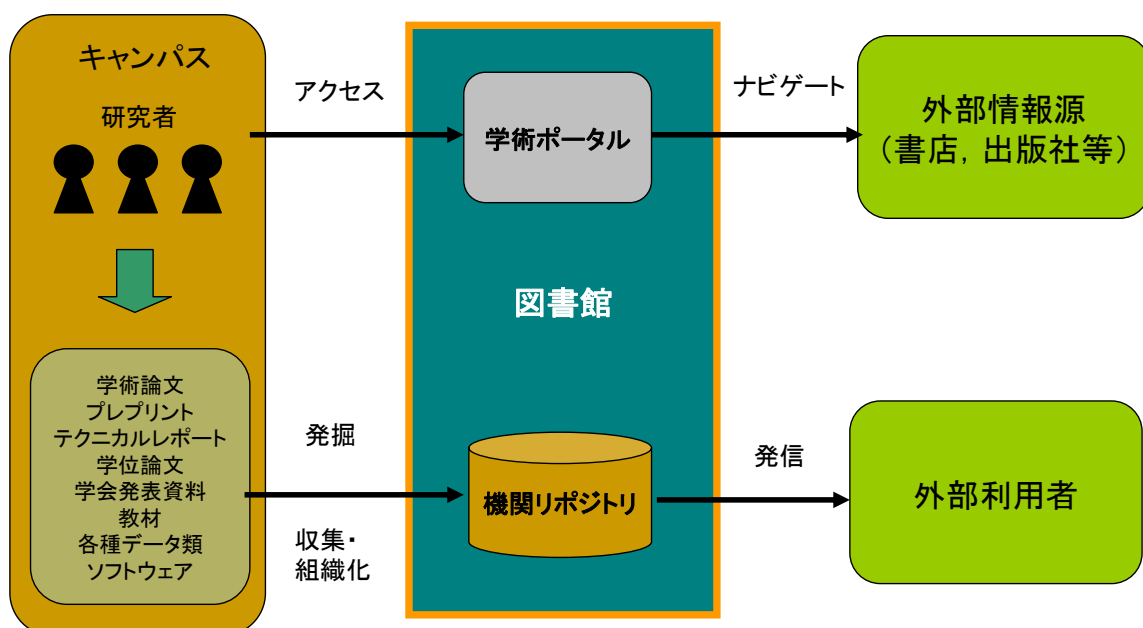 キャンパス
研究者
アクセス
学術ポータル
ナビゲート
外部情報源
（書店，出版社等）
図書館
学術論文
プレプリント
テクニカルレポート
学位論文
学会発表資料
教材
各種データ類
ソフトウェア
発掘
収集・
組織化
機関リポジトリ
発信
外部利用者